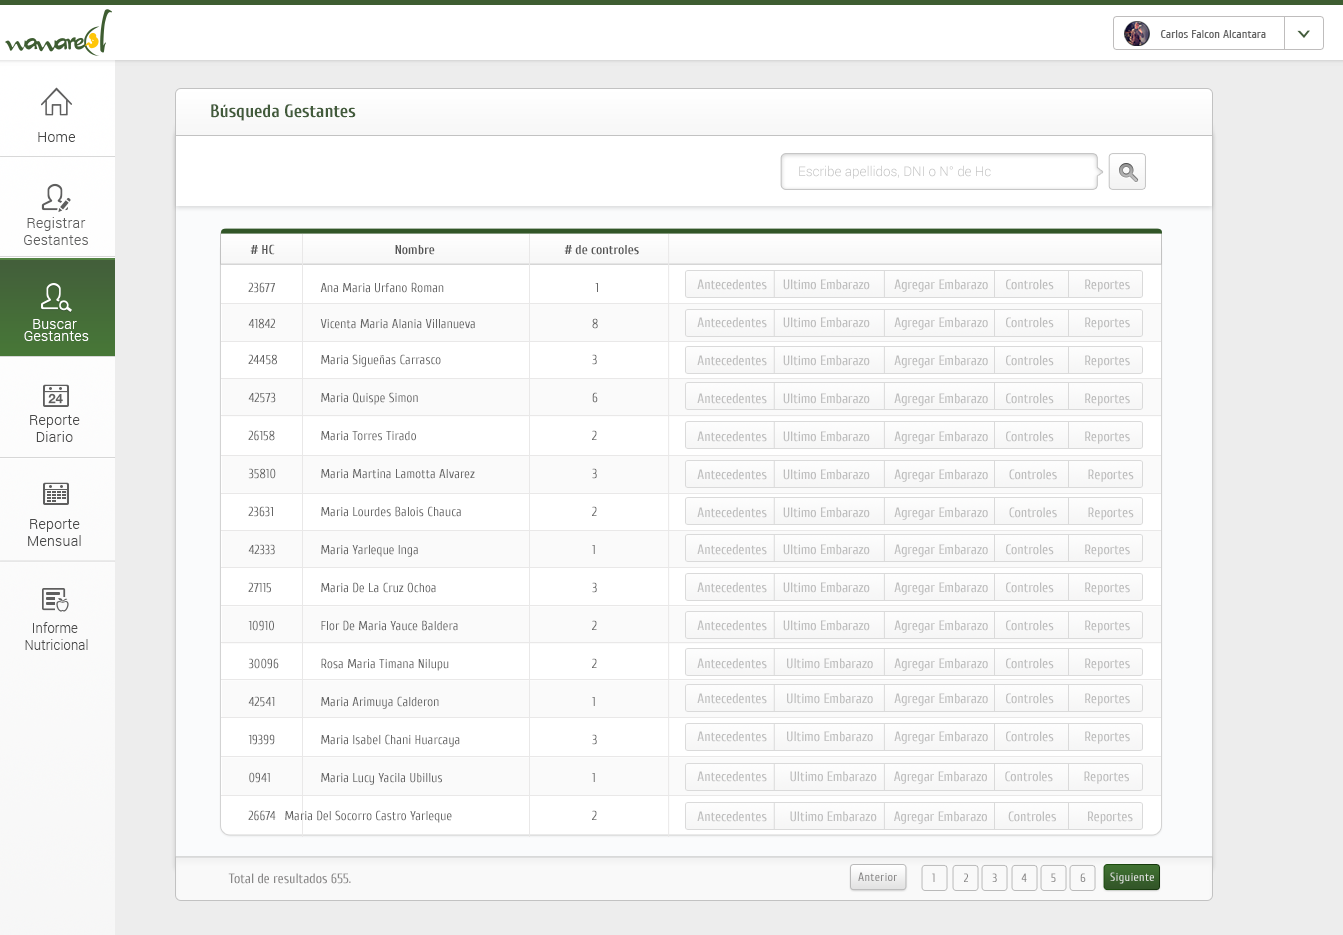 wawared
Carlos Falcon Alcantara
Home
Registrar
Gestantes
Buscar
Gestantes
24
Reporte
Diario
Reporte
Mensual
Informe
Nutricional
Búsqueda Gestantes
Escribe apellidos, DNI o N° de Hc
# HC Nombre # de controles
23677 Ana Maria Urfano Roman 1 Antecedentes Ultimo Embarazo Agregar Embarazo Controles Reportes
41842 Vicenta Maria Alania Villanueva 8 Antecedentes Ultimo Embarazo Agregar Embarazo Controles Reportes
24458 Maria Sigueñas Carrasco 3 Antecedentes Ultimo Embarazo Agregar Embarazo Controles Reportes
42573 Maria Quispe Simon 6 Antecedentes Ultimo Embarazo Agregar Embarazo Controles Reportes
26158 Maria Torres Tirado 2 Antecedentes Ultimo Embarazo Agregar Embarazo Controles Reportes
35810 Maria Martina Lamotta Alvarez 3 Antecedentes Ultimo Embarazo Agregar Embarazo Controles Reportes
23631 Maria Lourdes Balois Chauca 2 Antecedentes Ultimo Embarazo Agregar Embarazo Controles Reportes
42333 Maria Yarleque Inga 1 Antecedentes Ultimo Embarazo Agregar Embarazo Controles Reportes
27115 Maria De La Cruz Ochoa 3 Antecedentes Ultimo Embarazo Agregar Embarazo Controles Reportes
10910 Flor De Maria Yauce Baldera 2 Antecedentes Ultimo Embarazo Agregar Embarazo Controles Reportes
30096 Rosa Maria Timana Nilupu 2 Antecedentes Ultimo Embarazo Agregar Embarazo Controles Reportes
42541 Maria Arimuya Calderon 1 Antecedentes Ultimo Embarazo Agregar Embarazo Controles Reportes
19399 Maria Isabel Chani Huarcaya 3 Antecedentes Ultimo Embarazo Agregar Embarazo Controles Reportes
0941 Maria Lucy Yacila Ubillus 1 Antecedentes Ultimo Embarazo Agregar Embarazo Controles Reportes
26674 Maria Del Socorro Castro Yarleque 2 Antecedentes Ultimo Embarazo Agregar Embarazo Controles Reportes
Total de resultados 655. Anterior 1 2 3 4 5 6 Siguiente